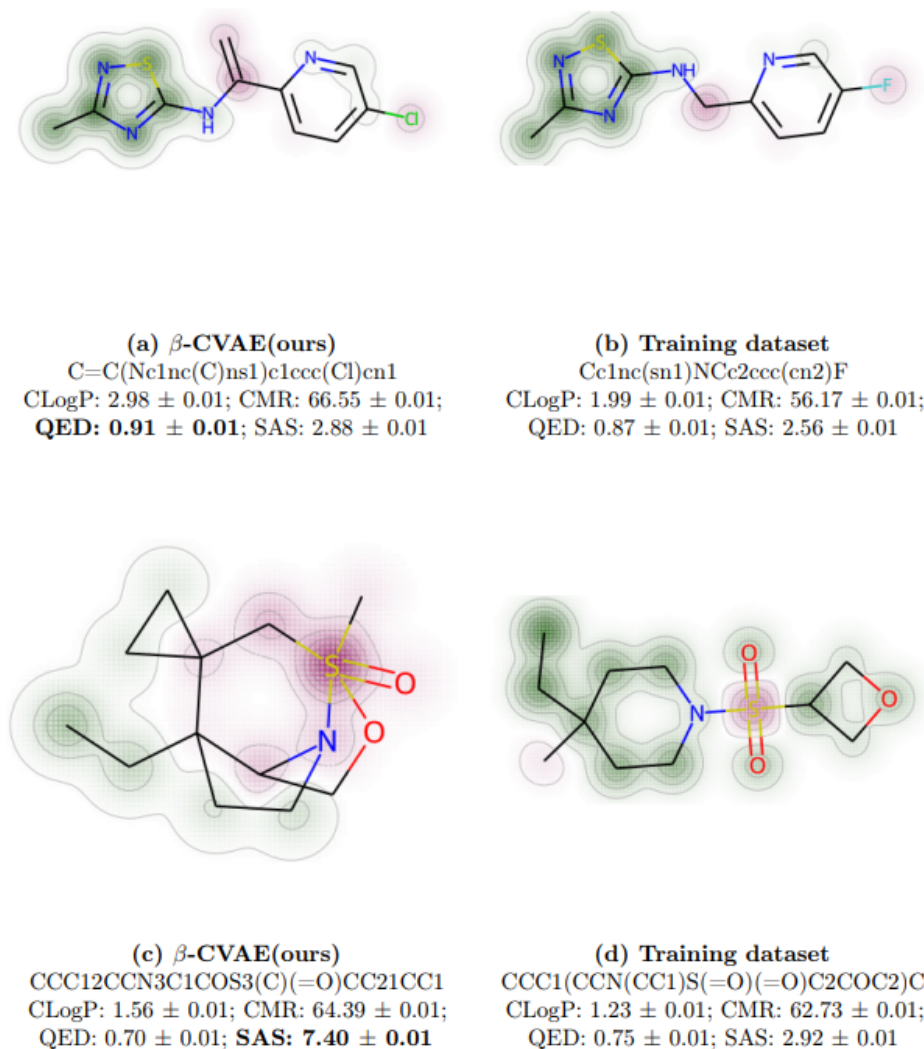 N
S
N
N
H
N
Cl
S
N
N
NH
N
F
(a) β-CVAE(ours)
C=C(Nc1nc(C)ns1)c1ccc(Cl)cn1
CLogP: 2.98 ± 0.01; CMR: 66.55 ± 0.01;
QED: 0.91 ± 0.01; SAS: 2.88 ± 0.01
(b) Training dataset
Cc1nc(sn1)NCc2ccc(cn2)F
CLogP: 1.99 ± 0.01; CMR: 56.17 ± 0.01;
QED: 0.87 ± 0.01; SAS: 2.56 ± 0.01
S
O
O
N
O
S
O
N
O
(c) β-CVAE(ours)
CCC12CCN3C1COS3(C)(=O)CC21CC1
CLogP: 1.56 ± 0.01; CMR: 64.39 ± 0.01;
QED: 0.70 ± 0.01; SAS: 7.40 ± 0.01
(d) Training dataset
CCC1(CCN(CC1)S(=O)(=O)C2COC2)C
CLogP: 1.23 ± 0.01; CMR: 62.73 ± 0.01;
QED: 0.75 ± 0.01; SAS: 2.92 ± 0.01